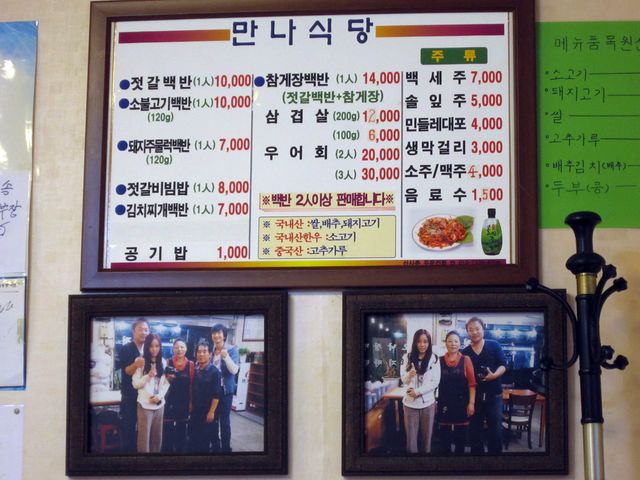 만나식당
젓갈백반 (1人) 10,000
소불고기백반 (1人) 10,000
(120g)
돼지주물럭백반 (1人) 7,000
(120g)
젓갈비빔밥 (1人) 8,000
김치찌개백반 (1人) 7,000
공기밥 1,000
참게장백반 (1人) 14,000
(젓갈백반+참게장)
삼겹살 (200g) 12,000
(100g) 6,000
우어회 (2人) 20,000
(3人) 30,000
※백반 2人이상 판매합니다※
※ 국내산 :쌀,배추,돼지고기
※ 국내산한우 :소고기
※ 중국산 :고추가루
주류
백세주 7,000
솔잎주 5,000
민들레대포 4,000
생막걸리 3,000
소주/맥주 4,000
음료수 1,500
메뉴품목원산
소고기
돼지고기
쌀
고추가루
배추김치(배추)
두부(콩)